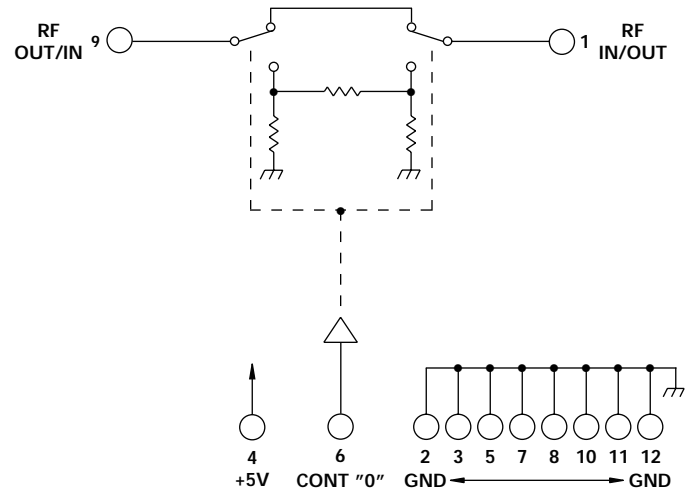 RF
OUT/IN 9
1 RF
IN/OUT
4 6 2 3 5 7 8 10 11 12
+5V CONT "0" GND GND